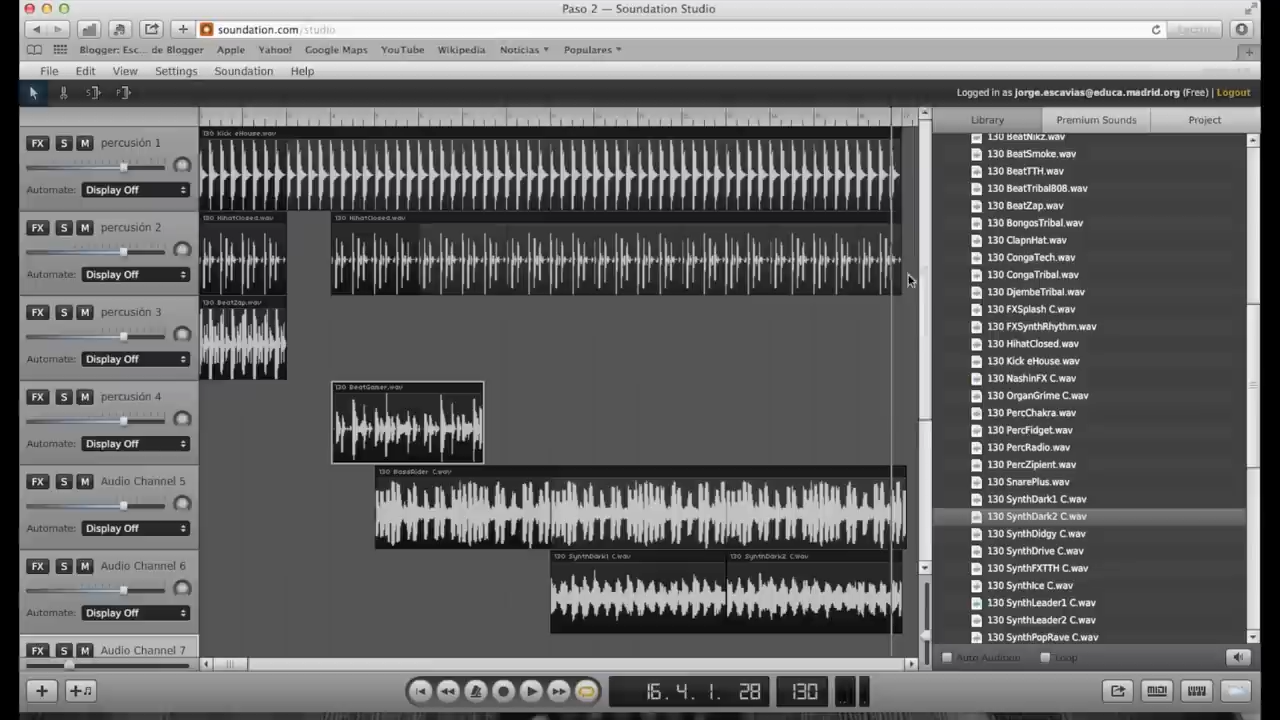 Paso 2 — Soundation Studio
soundation.com/studio
Blogger: Esc... de Blogger Apple Yahoo! Google Maps YouTube Wikipedia Noticias Populares
File Edit View Settings Soundation Help
Logged in as jorge.escavias@educa.madrid.org (Free) | Logout
Library Premium Sounds Project
130 Kick eHouse.wav
FX S M percusión 1
Automate: Display Off
130 HihatClosed.wav 130 HihatClosed.wav
FX S M percusión 2
Automate: Display Off
130 BeatZap.wav
FX S M percusión 3
Automate: Display Off
130 BeatGamer.wav
FX S M percusión 4
Automate: Display Off
130 BassRider C.wav
FX S M Audio Channel 5
Automate: Display Off
130 SynthDark1 C.wav 130 SynthDark2 C.wav
FX S M Audio Channel 6
Automate: Display Off
FX S M Audio Channel 7
130 BeatNikz.wav
130 BeatSmoke.wav
130 BeatTTH.wav
130 BeatTribal808.wav
130 BeatZap.wav
130 BongosTribal.wav
130 ClapnHat.wav
130 CongaTech.wav
130 CongaTribal.wav
130 DjembeTribal.wav
130 FXSplash C.wav
130 FXSynthRhythm.wav
130 HihatClosed.wav
130 Kick eHouse.wav
130 NashinFX C.wav
130 OrganGrime C.wav
130 PercChakra.wav
130 PercFidget.wav
130 PercRadio.wav
130 PercZipient.wav
130 SnarePlus.wav
130 SynthDark1 C.wav
130 SynthDark2 C.wav
130 SynthDidgy C.wav
130 SynthDrive C.wav
130 SynthFXTTH C.wav
130 SynthIce C.wav
130 SynthLeader1 C.wav
130 SynthLeader2 C.wav
130 SynthPopRave C.wav
Auto Audition Loop
16. 4. 1. 28 130
MIDI